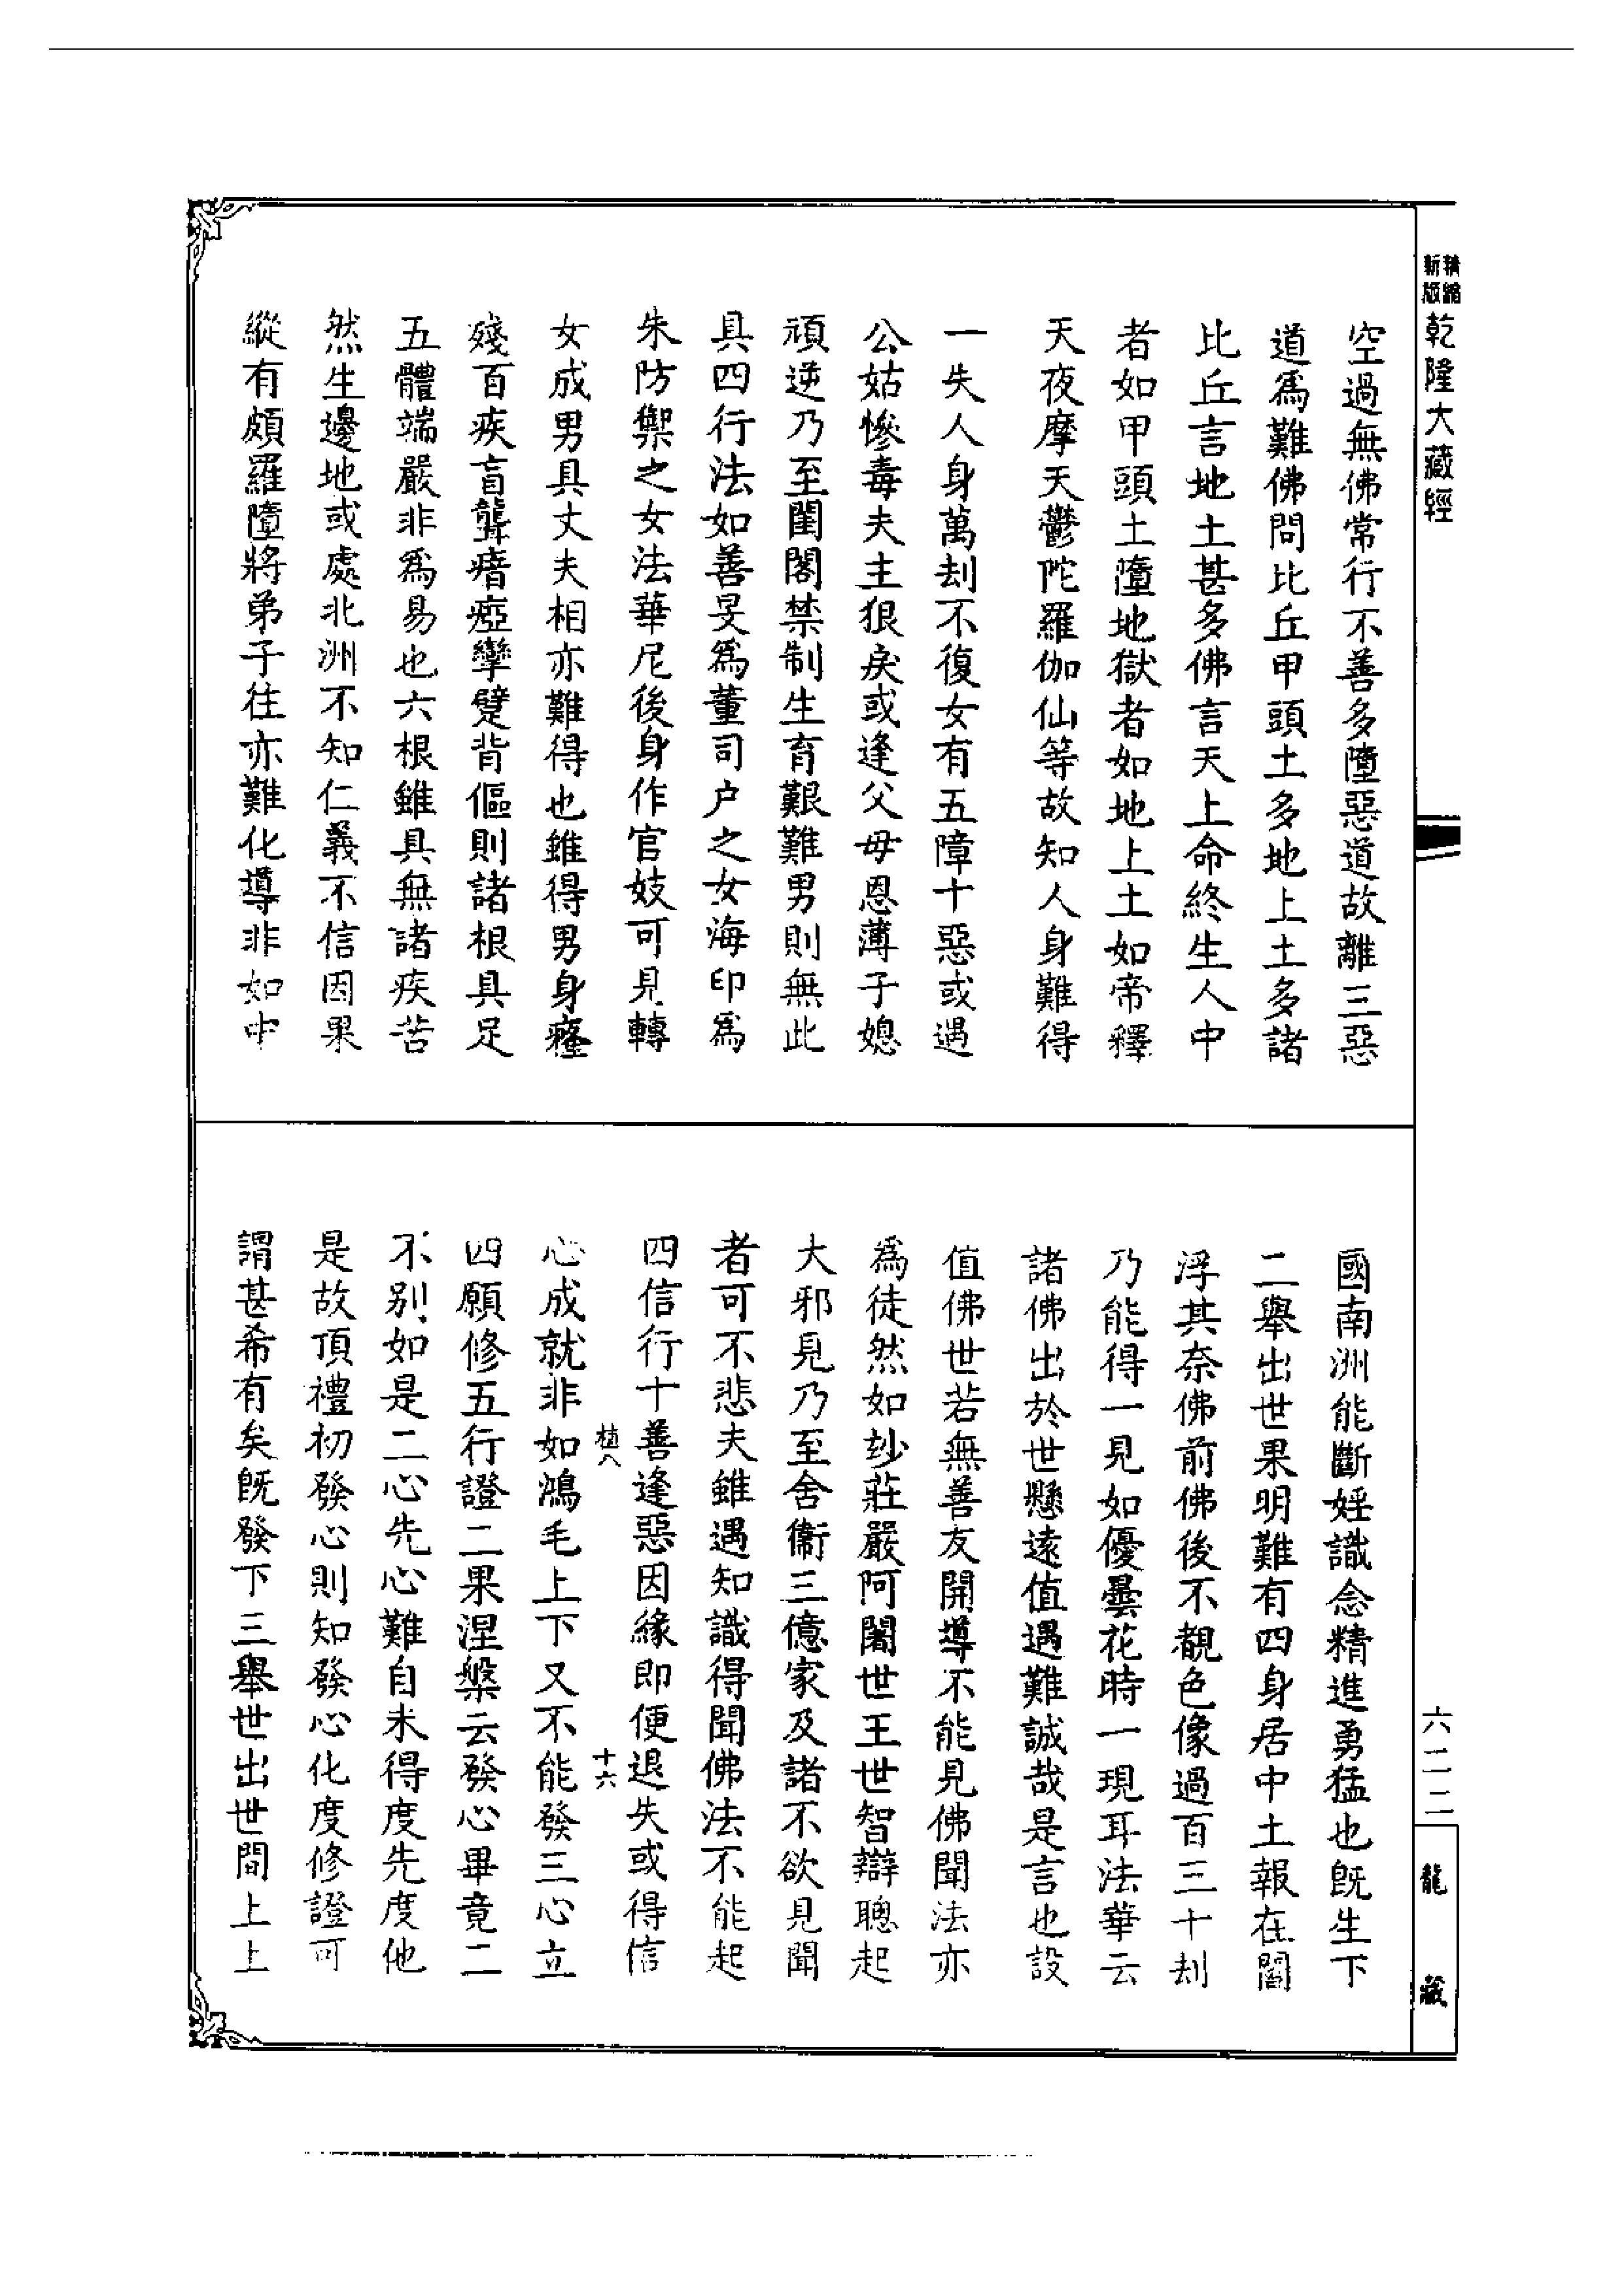 精縮新版乾隆大藏經
空過無佛常行不善多墮惡道故離三惡
道爲難佛問比丘甲頭土多地上土多諸
比丘言地土甚多佛言天上命終生人中
者如甲頭土墮地獄者如地上土如帝釋
天夜摩天鬱陀羅伽仙等故知人身難得
一失人身萬刦不復女有五障十惡或遇
公姑慘毒夫主狠戾或逢父母恩薄子媳
頑逆乃至閨閣禁制生育艱難男則無此
具四行法如善旻爲董司户之女海印爲
朱防禦之女法華尼後身作官妓可見轉
女成男具丈夫相亦難得也雖得男身癃
殘百疾盲聾瘖瘂攣躄背傴則諸根具足
五體端嚴非爲易也六根雖具無諸疾苦
然生邊地或處北洲不知仁義不信因果
縱有頗羅墮將弟子往亦難化導非如中
國南洲能斷婬識念精進勇猛也旣生下
二舉出世果明難有四身居中土報在閻
浮其奈佛前佛後不覩色像過百三十刦
乃能得一見如優曇花時一現耳法華云
諸佛出於世懸遠值遇難誠哉是言也設
值佛世若無善友開導不能見佛聞法亦
爲徒然如玅莊嚴阿闍世王世智辯聰起
大邪見乃至舍衞三億家及諸不欲見聞
者可不悲夫雖遇知識得聞佛法不能起
四信行十善逢惡因緣即便退失或得信
植八
十六
心成就非如鴻毛上下又不能發三心立
四願修五行證二果涅槃云發心畢竟二
不別如是二心先心難自未得度先度他
是故頂禮初發心則知發心化度修證可
謂甚希有矣旣發下三舉世出世間上上
六二二
龍藏